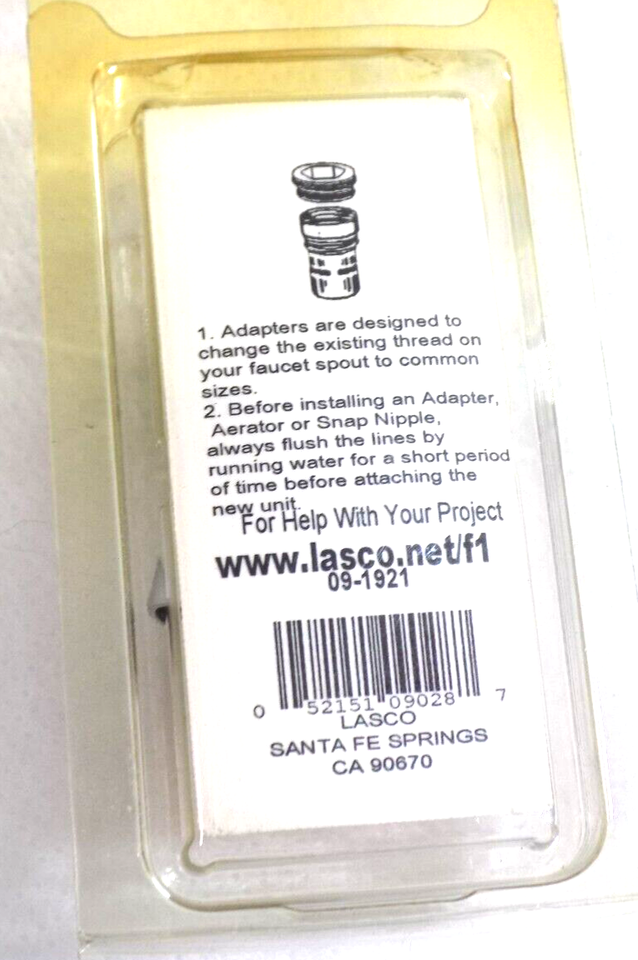 1. Adapters are designed to
change the existing thread on
your faucet spout to common
sizes.
2. Before installing an Adapter,
Aerator or Snap Nipple,
always flush the lines by
running water for a short period
of time before attaching the
new unit.
For Help With Your Project
www.lasco.net/f1
09-1921
0 52151 09028 7
LASCO
SANTA FE SPRINGS
CA 90670